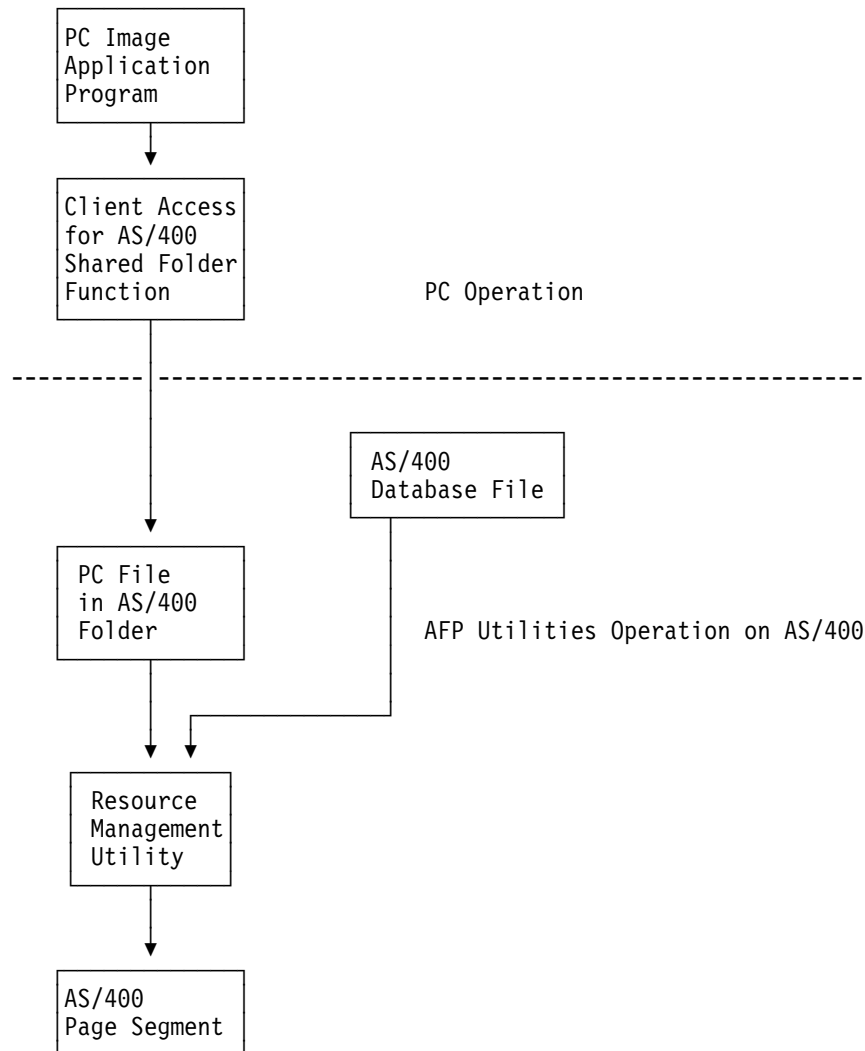 PC Image
Application
Program
Client Access
for AS/400
Shared Folder
Function
PC Operation
AS/400
Database File
PC File
in AS/400
Folder
AFP Utilities Operation on AS/400
Resource
Management
Utility
AS/400
Page Segment